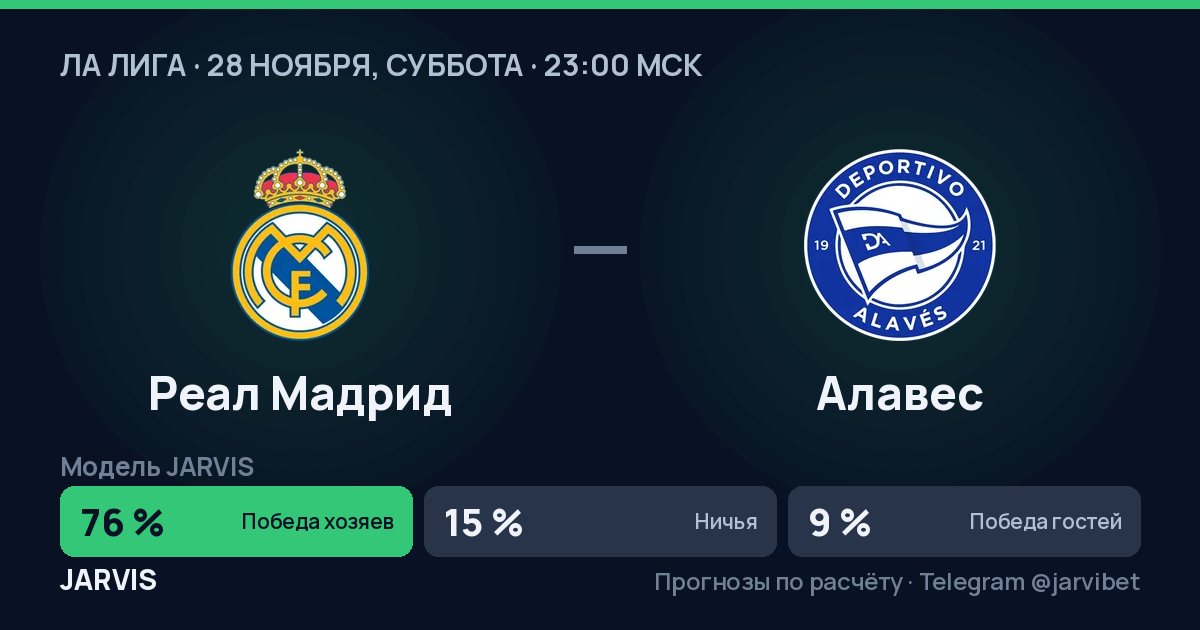 ЛА ЛИГА · 28 НОЯБРЯ, СУББОТА · 23:00 МСК
DEPORTIVO
19 DA 21
ALAVÉS
Реал Мадрид
Алавес
Модель JARVIS
76 % Победа хозяев
15 % Ничья
9 % Победа гостей
JARVIS
Прогнозы по расчёту · Telegram @jarvibet